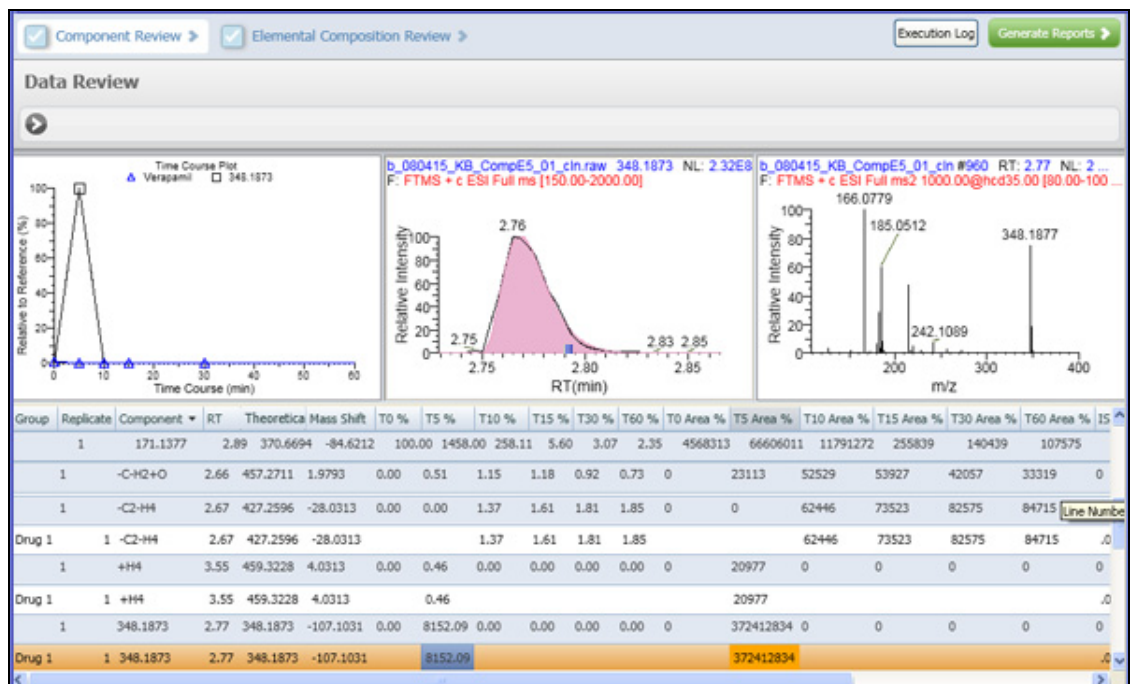 Component Review Elemental Composition Review Execution Log Generate Reports
Data Review
Time Course Plot
Verapamil 348.1873
100
80
60
40
20
0
Relative to Reference (%)
0 10 20 30 40 50 60
Time Course (min)
b_080415_KB_CompE5_01_cln.raw 348.1873 NL: 2.32E8
F: FTMS + c ESI Full ms [150.00-2000.00]
2.76
100
80
60
40
20
0
Relative Intensity
2.75 2.83 2.85
2.75 2.80 2.85
RT(min)
b_080415_KB_CompE5_01_cln #960 RT: 2.77 NL: 2 ...
F: FTMS + c ESI Full ms2 1000.00@hcd35.00 [80.00-100 ...
166.0779
185.0512
348.1877
242.1089
100
80
60
40
20
0
Relative Intensity
200 300 400
m/z
Group Replicate Component RT Theoretica Mass Shift T0 % T5 % T10 % T15 % T30 % T60 % T0 Area % T5 Area % T10 Area % T15 Area % T30 Area % T60 Area % IS
1 171.1377 2.89 370.6694 -84.6212 100.00 1458.00 258.11 5.60 3.07 2.35 4568313 66606011 11791272 255839 140439 107575
1 -C-H2+O 2.66 457.2711 1.9793 0.00 0.51 1.15 1.18 0.92 0.73 0 23113 52529 53927 42057 33319 0
1 -C2-H4 2.67 427.2596 -28.0313 0.00 0.00 1.37 1.61 1.81 1.85 0 0 62446 73523 82575 84715 Line Numbe
Drug 1 1 -C2-H4 2.67 427.2596 -28.0313 1.37 1.61 1.81 1.85 62446 73523 82575 84715 .0
1 +H4 3.55 459.3228 4.0313 0.00 0.46 0.00 0.00 0.00 0.00 0 20977 0 0 0 0 0
Drug 1 1 +H4 3.55 459.3228 4.0313 0.46 20977 .0
1 348.1873 2.77 348.1873 -107.1031 0.00 8152.09 0.00 0.00 0.00 0.00 0 372412834 0 0 0 0 0
Drug 1 1 348.1873 2.77 348.1873 -107.1031 8152.09 372412834 .0